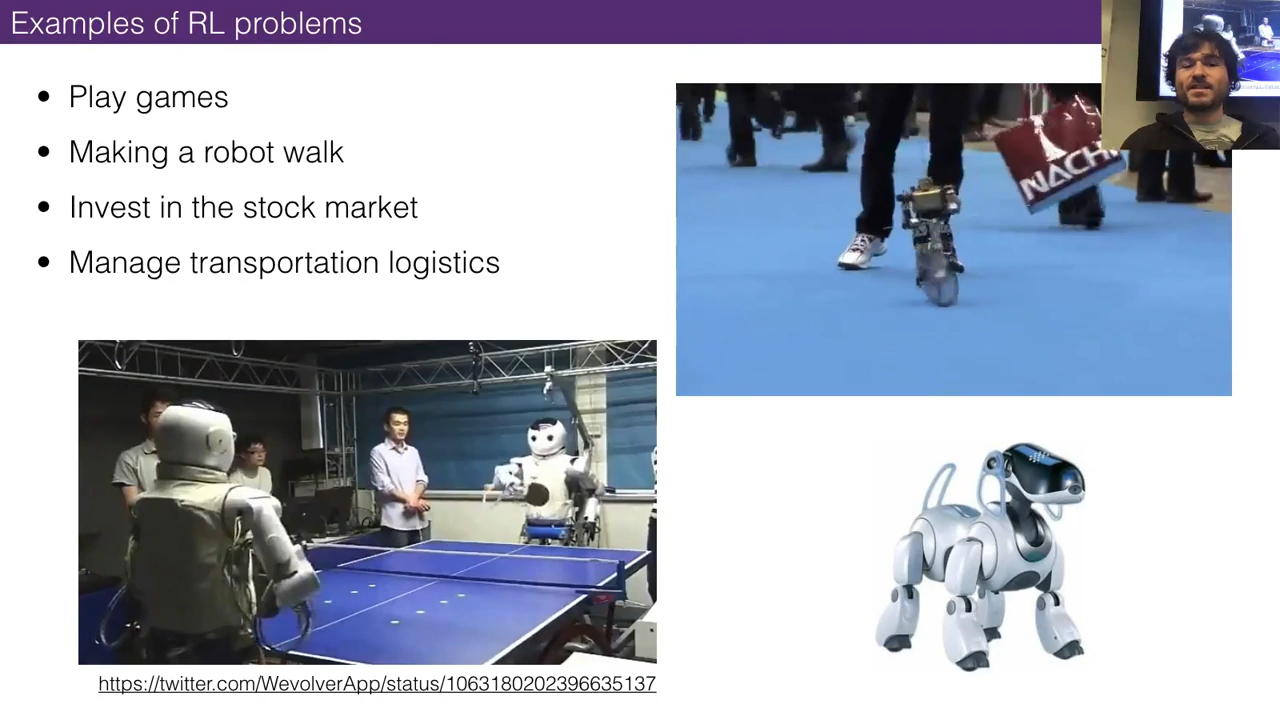 Examples of RL problems
• Play games
• Making a robot walk
• Invest in the stock market
• Manage transportation logistics
NACHI
https://twitter.com/WevolverApp/status/1063180202396635137